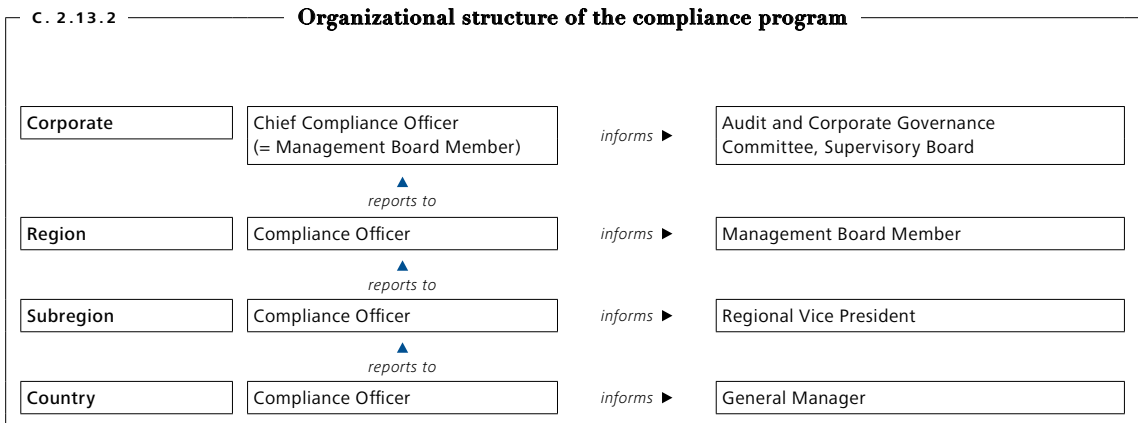 C. 2.13.2 Organizational structure of the compliance program
Corporate
Chief Compliance Officer
(= Management Board Member)
informs ►
Audit and Corporate Governance
Committee, Supervisory Board
▲
reports to
Region
Compliance Officer
informs ►
Management Board Member
▲
reports to
Subregion
Compliance Officer
informs ►
Regional Vice President
▲
reports to
Country
Compliance Officer
informs ►
General Manager